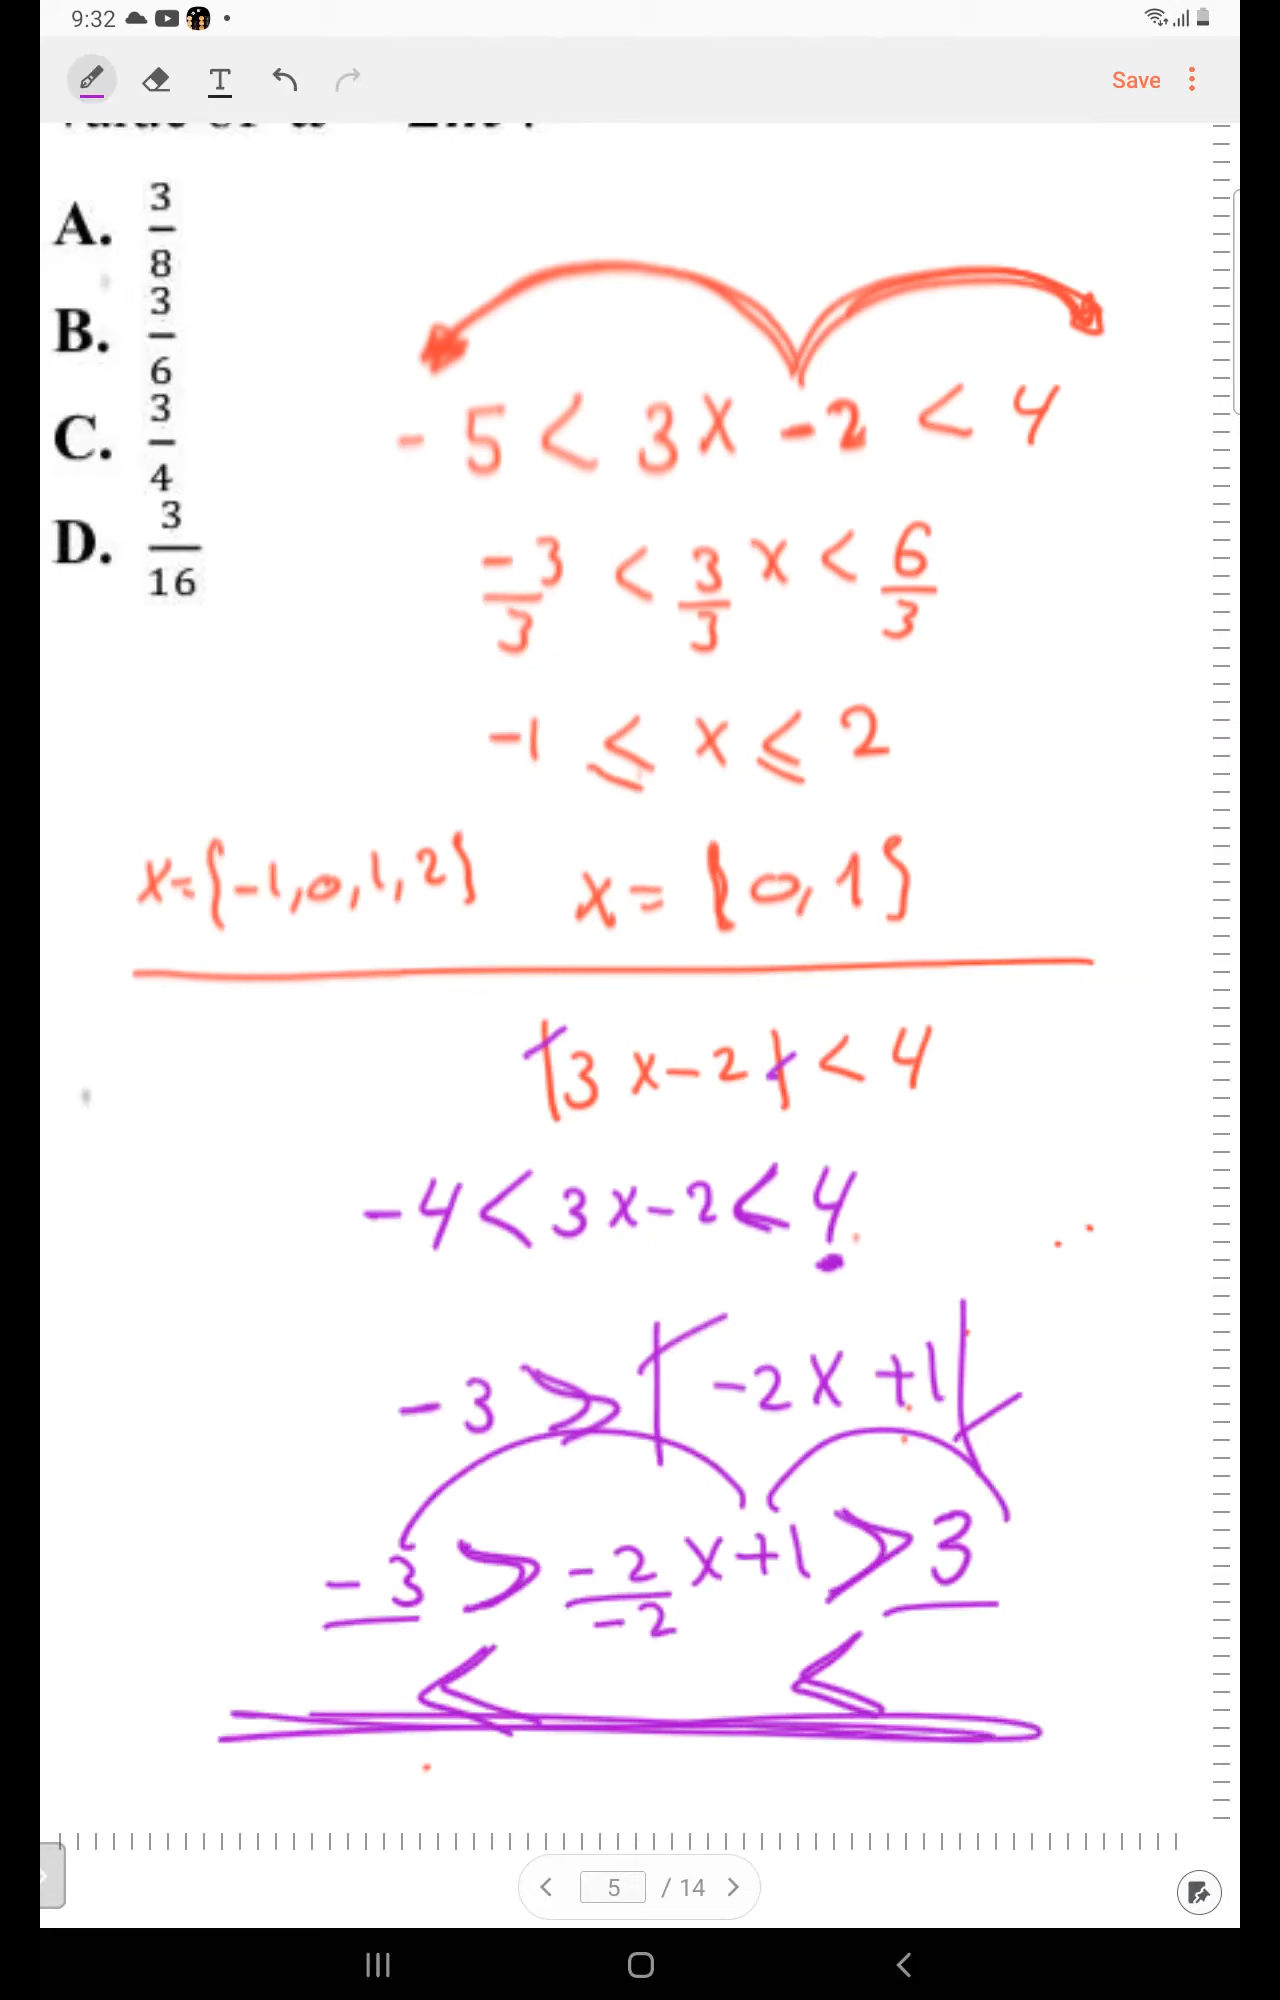 9:32
Save
A. 3/8
B. 3/6
C. 3/4
D. 3/16
- 5 < 3x - 2 < 4
-3/3 < 3/3 x < 6/3
-1 ≤ x ≤ 2
x={-1,0,1,2} x={0,1}
|3x-2|<4
-4<3x-2<4
-3 > |-2x+1|
-3 > -2/-2 x+1 > 3
< <
5 / 14